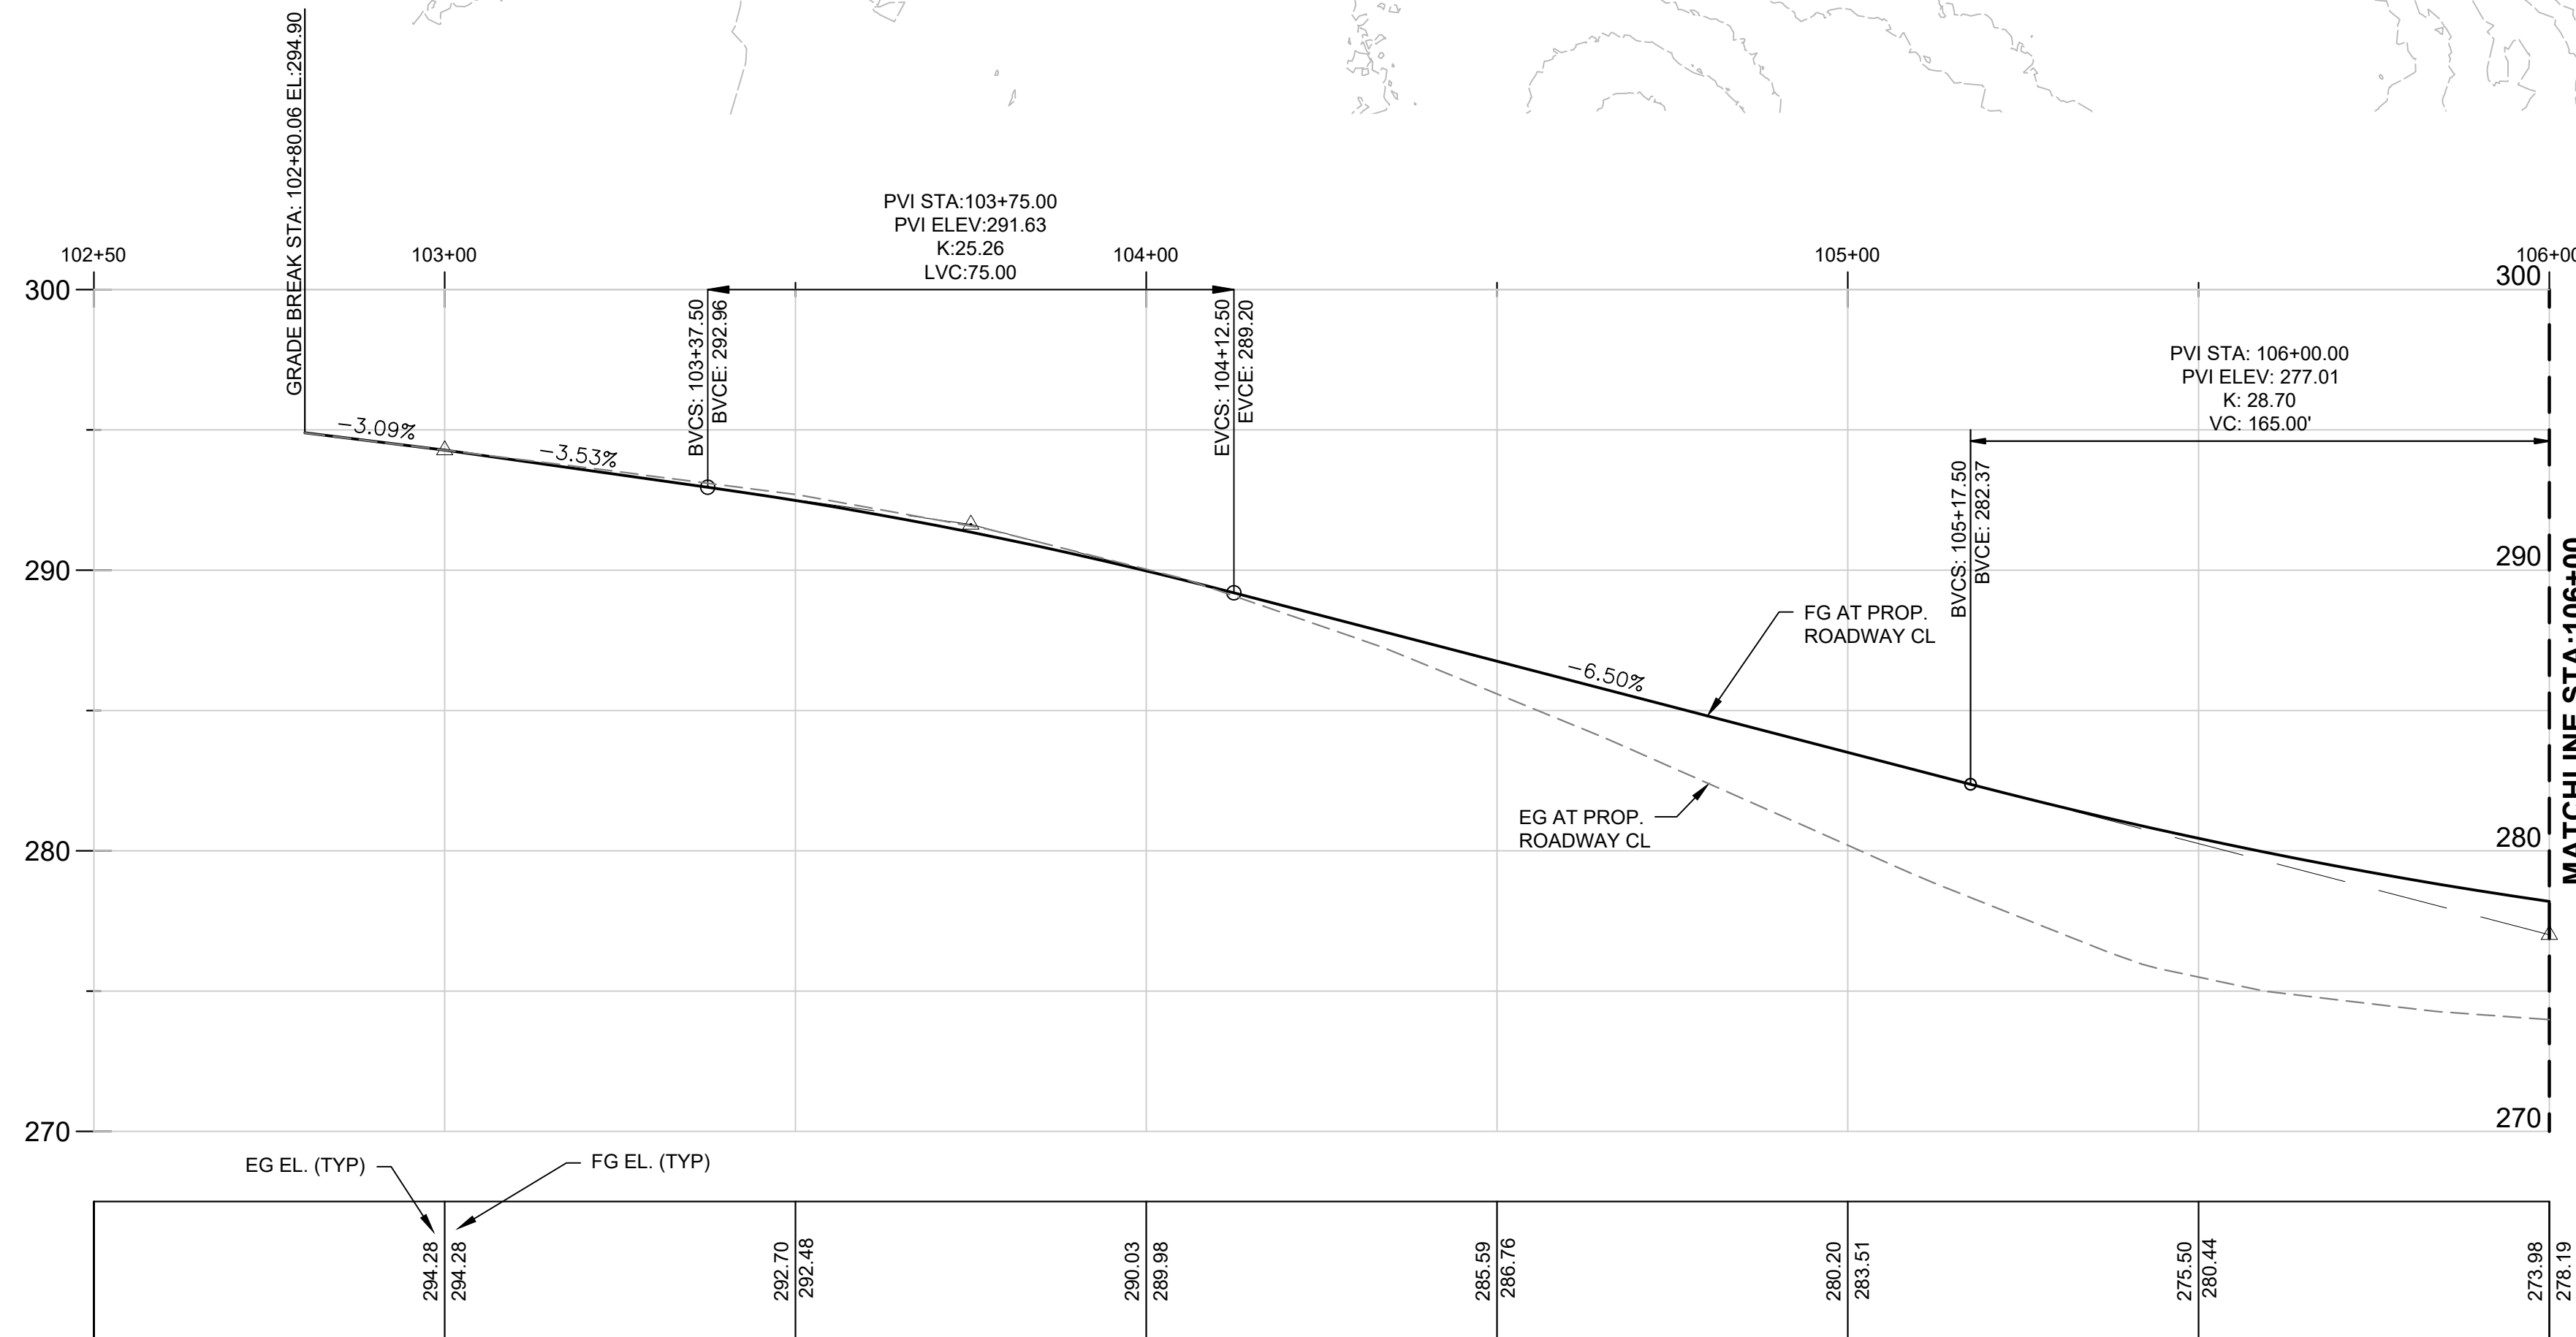 GRADE BREAK STA: 102+80.06 EL:294.90
PVI STA:103+75.00
PVI ELEV:291.63
K:25.26
LVC:75.00
102+50
103+00
104+00
105+00
106+00
300
300
BVCS: 103+37.50
BVCE: 292.96
EVCS: 104+12.50
EVCE: 289.20
PVI STA: 106+00.00
PVI ELEV: 277.01
K: 28.70
VC: 165.00'
−3.09%
−3.53%
BVCS: 105+17.50
BVCE: 282.37
290
290
FG AT PROP.
ROADWAY CL
−6.50%
MATCHLINE STA:106+00
EG AT PROP.
ROADWAY CL
280
280
270
270
EG EL. (TYP)
FG EL. (TYP)
294.28
294.28
292.70
292.48
290.03
289.98
285.59
286.76
280.20
283.51
275.50
280.44
273.98
278.19